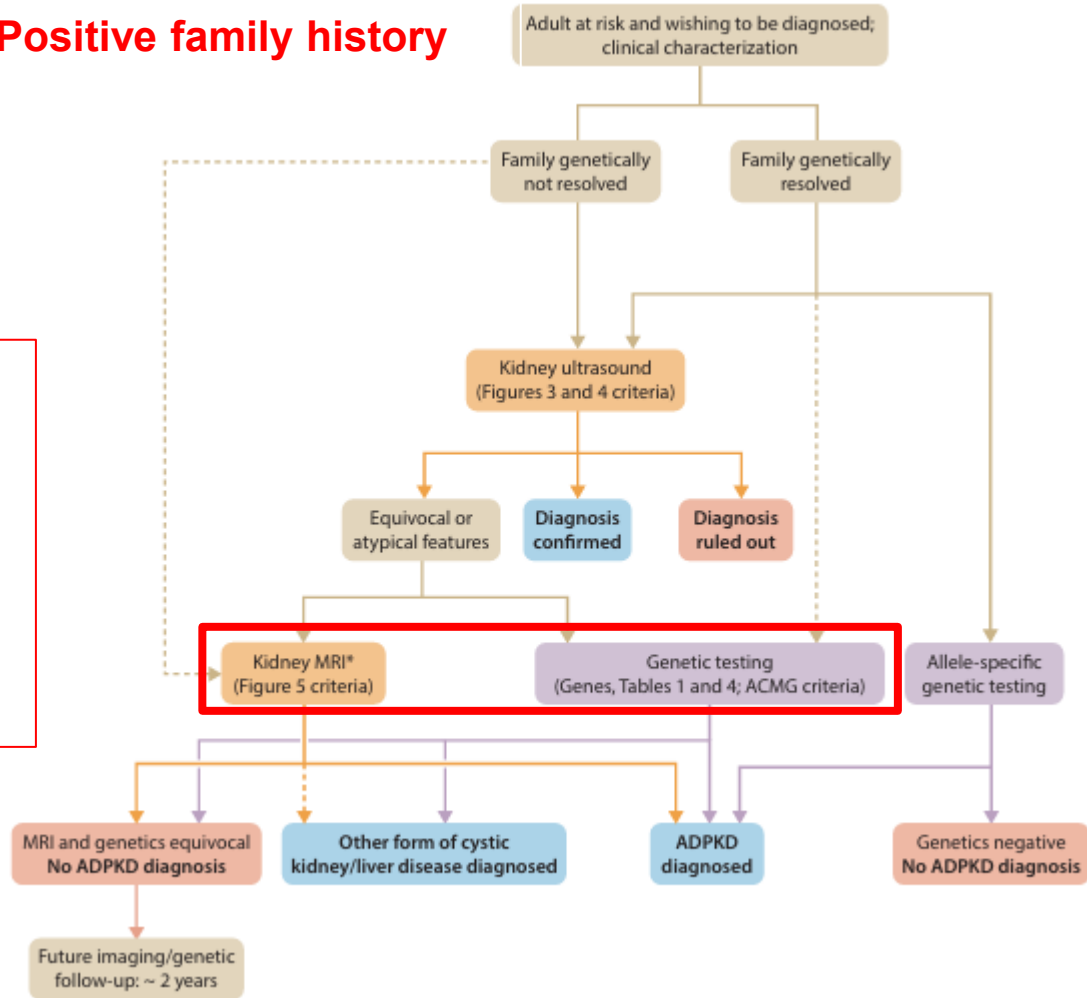 Positive family history
Adult at risk and wishing to be diagnosed;
clinical characterization
Family genetically
not resolved
Family genetically
resolved
Kidney ultrasound
(Figures 3 and 4 criteria)
Equivocal or
atypical features
Diagnosis
confirmed
Diagnosis
ruled out
Kidney MRI*
(Figure 5 criteria)
Genetic testing
(Genes, Tables 1 and 4; ACMG criteria)
Allele-specific
genetic testing
MRI and genetics equivocal
No ADPKD diagnosis
Other form of cystic
kidney/liver disease diagnosed
ADPKD
diagnosed
Genetics negative
No ADPKD diagnosis
Future imaging/genetic
follow-up: ~ 2 years